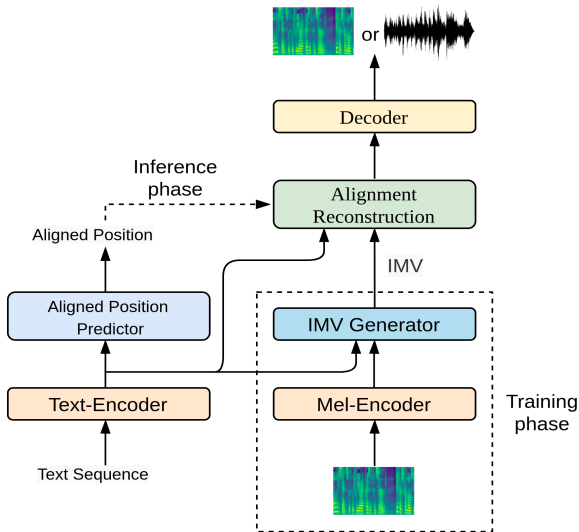 or
Decoder
Inference
phase
Alignment
Reconstruction
Aligned Position
IMV
Aligned Position
Predictor
IMV Generator
Text-Encoder
Mel-Encoder
Training
phase
Text Sequence